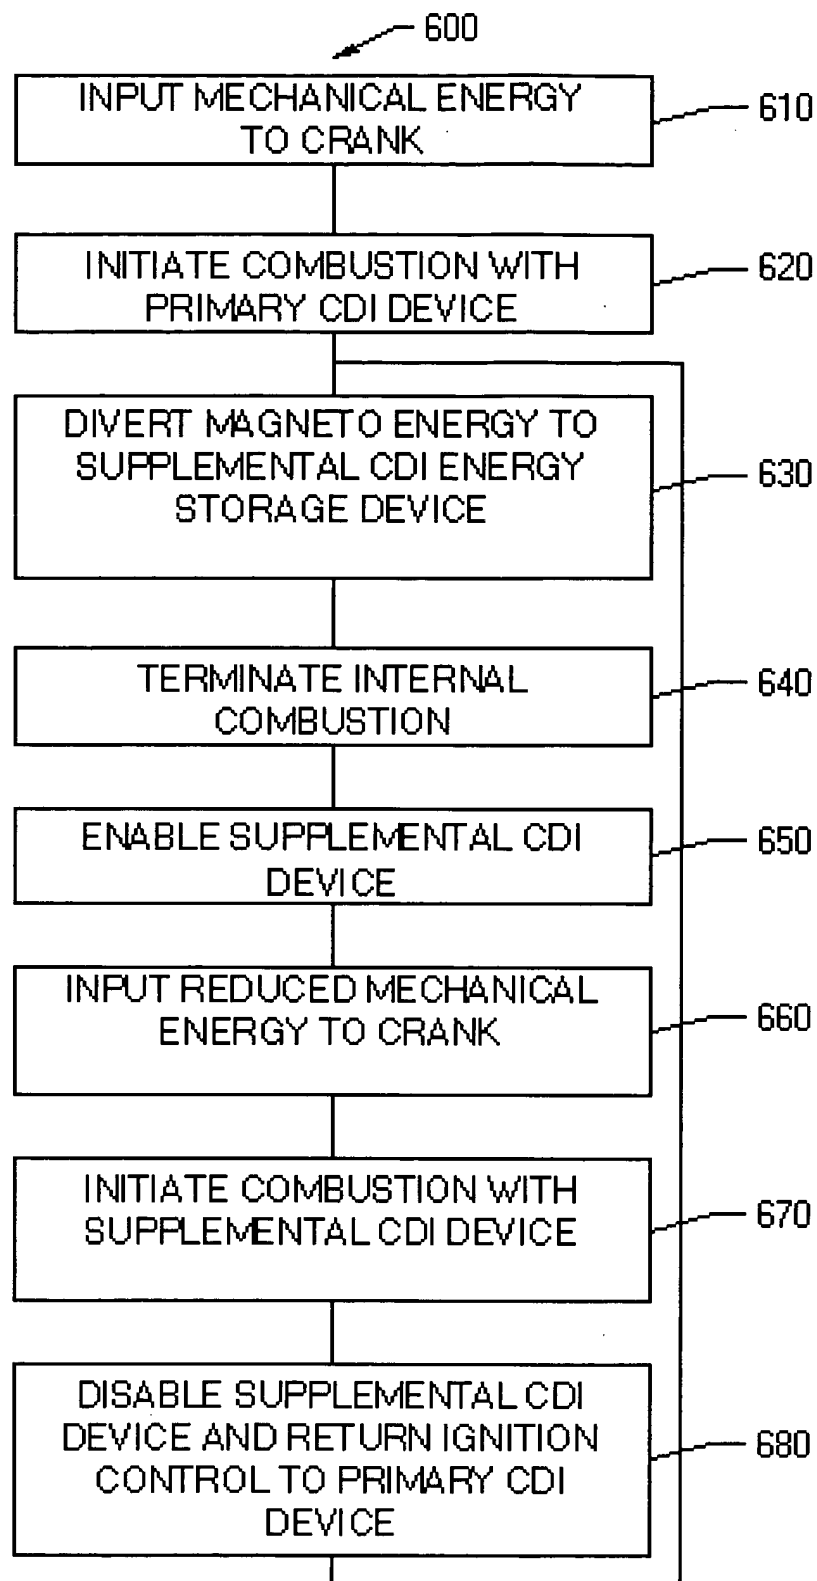 600
INPUT MECHANICAL ENERGY
TO CRANK
610
INITIATE COMBUSTION WITH
PRIMARY CDI DEVICE
620
DIVERT MAGNETO ENERGY TO
SUPPLEMENTAL CDI ENERGY
STORAGE DEVICE
630
TERMINATE INTERNAL
COMBUSTION
640
ENABLE SUPPLEMENTAL CDI
DEVICE
650
INPUT REDUCED MECHANICAL
ENERGY TO CRANK
660
INITIATE COMBUSTION WITH
SUPPLEMENTAL CDI DEVICE
670
DISABLE SUPPLEMENTAL CDI
DEVICE AND RETURN IGNITION
CONTROL TO PRIMARY CDI
DEVICE
680